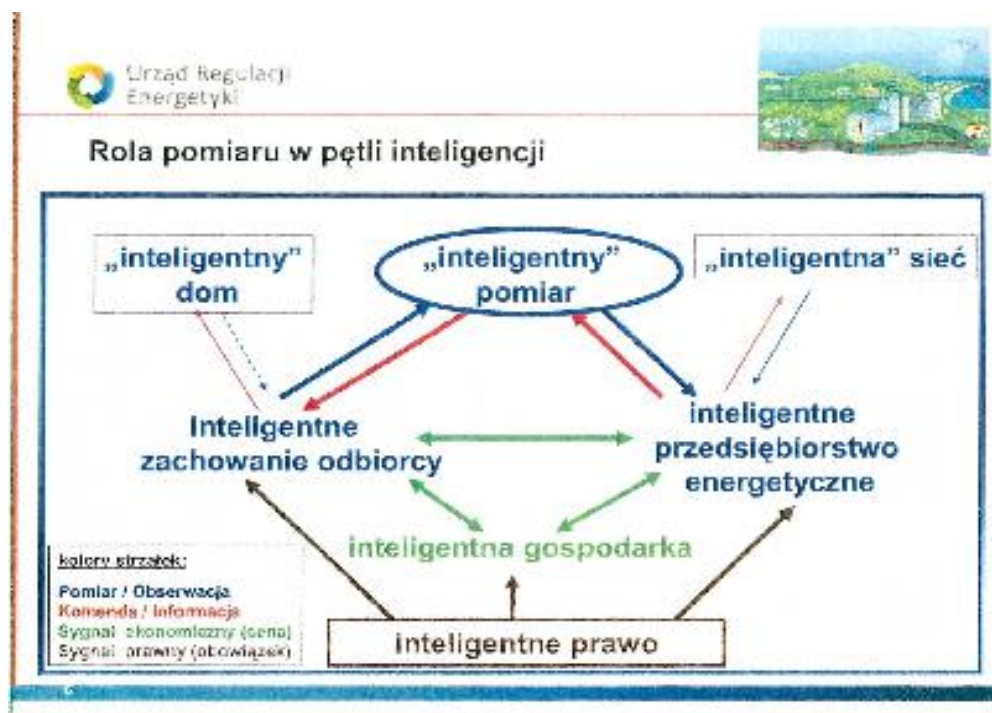 Urząd Regulacji
Energetyki
Rola pomiaru w pętli inteligencji
„inteligentny”
dom
„inteligentny”
pomiar
„inteligentna” sieć
Inteligentne
zachowanie odbiorcy
inteligentne
przedsiębiorstwo
energetyczne
inteligentna gospodarka
kolory strzałek:
Pomiar / Obserwacja
Komenda / Informacja
Sygnał ekonomiczny (cena)
Sygnał prawny (obowiązek)
inteligentne prawo
6